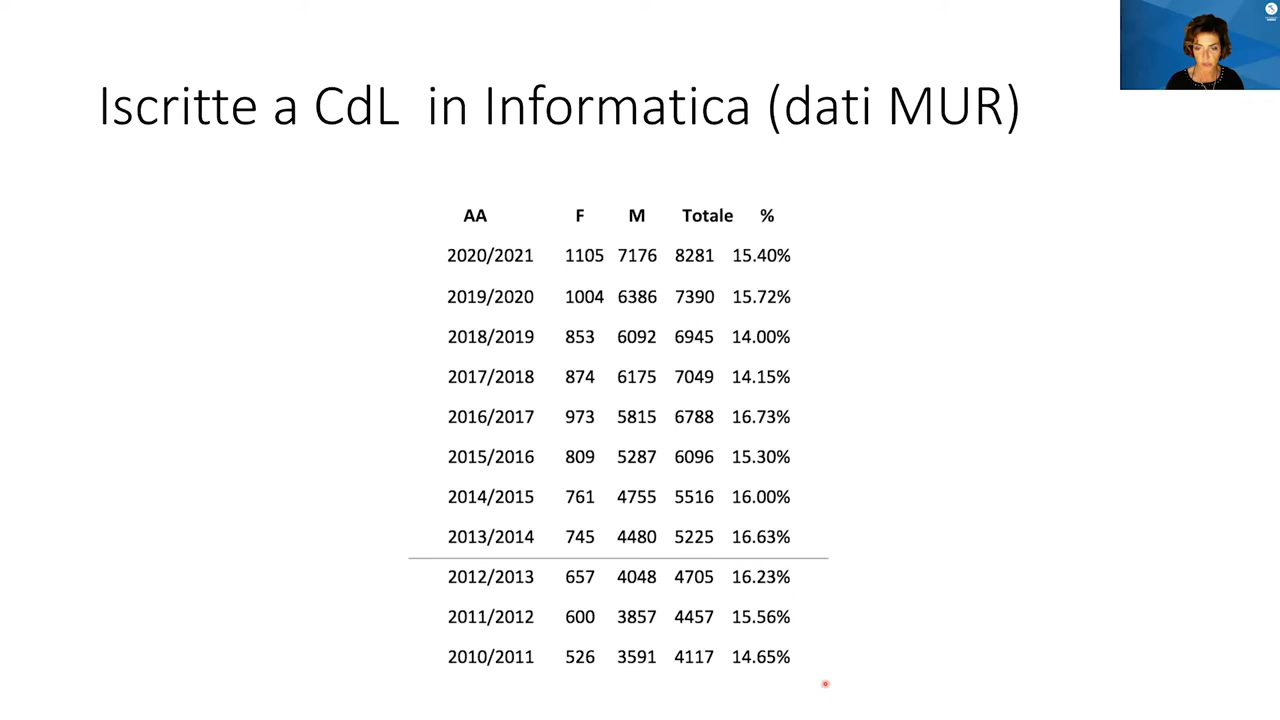 Iscritte a CdL in Informatica (dati MUR)
AA F M Totale %
2020/2021 1105 7176 8281 15.40%
2019/2020 1004 6386 7390 15.72%
2018/2019 853 6092 6945 14.00%
2017/2018 874 6175 7049 14.15%
2016/2017 973 5815 6788 16.73%
2015/2016 809 5287 6096 15.30%
2014/2015 761 4755 5516 16.00%
2013/2014 745 4480 5225 16.63%
2012/2013 657 4048 4705 16.23%
2011/2012 600 3857 4457 15.56%
2010/2011 526 3591 4117 14.65%